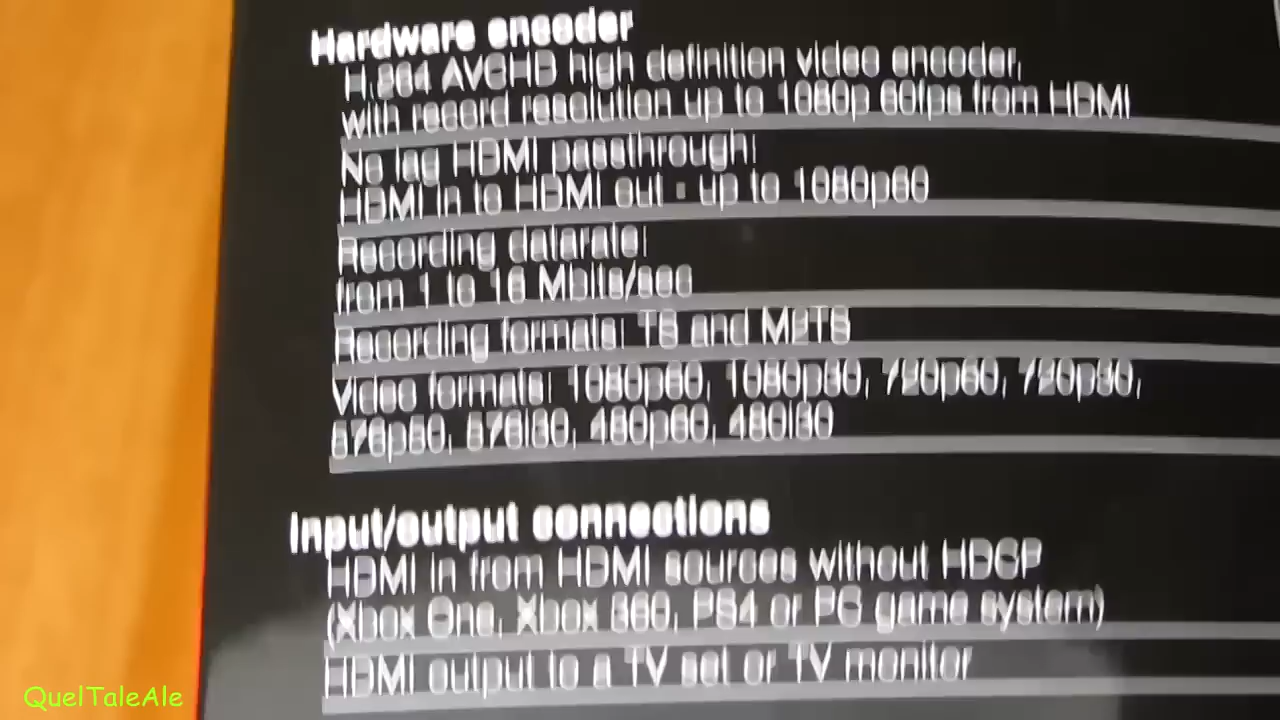 Hardware encoder
H.264 AVCHD high definition video encoder,
with record resolution up to 1080p 60fps from HDMI
No lag HDMI passthrough:
HDMI in to HDMI out - up to 1080p60
Recording datarate:
from 1 to 16 Mbits/sec
Recording formats: TS and M2TS
Video formats: 1080p60, 1080p30, 720p60, 720p30,
480p60,
Input/output connections
HDMI in from HDMI sources without HDCP
(Xbox One, Xbox 360, PS4 or PC game system)
HDMI output to a TV set or TV monitor
QuelTaleAle